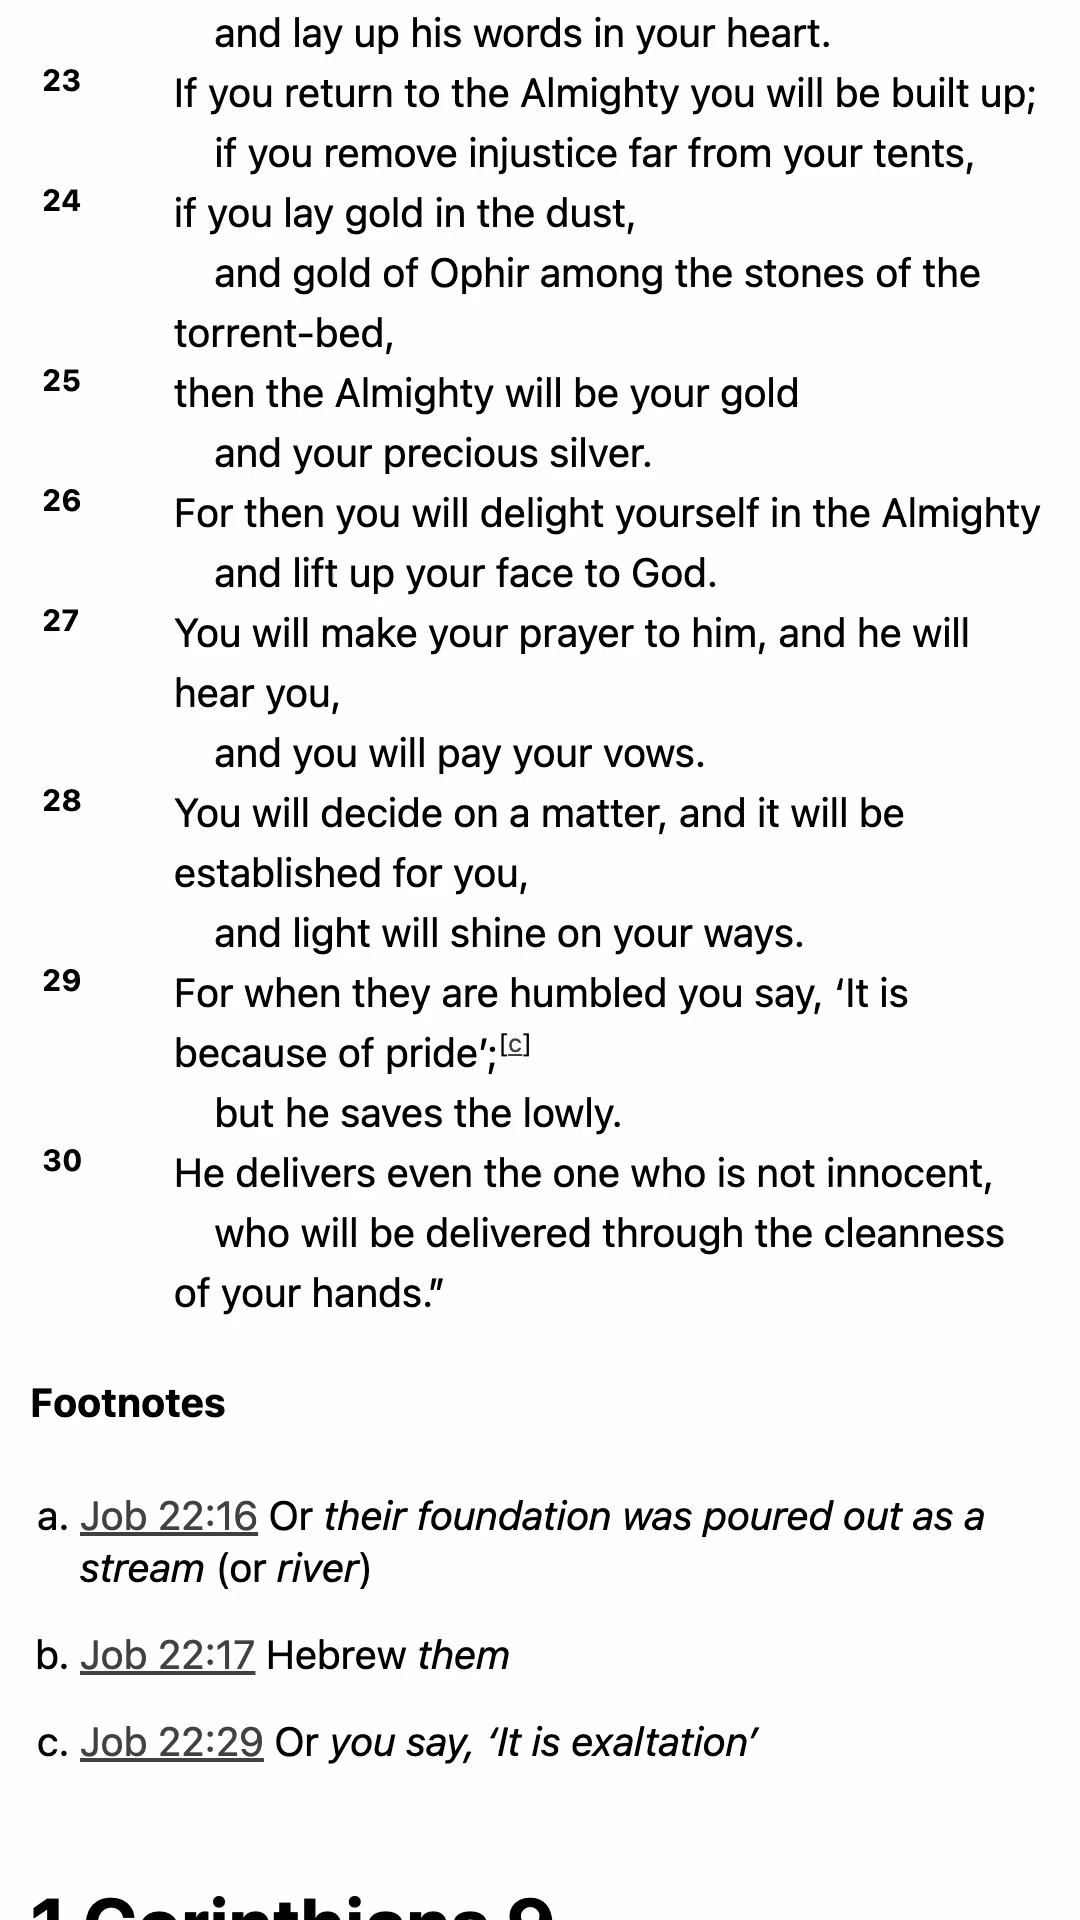 and lay up his words in your heart.
23 If you return to the Almighty you will be built up;
if you remove injustice far from your tents,
24 if you lay gold in the dust,
and gold of Ophir among the stones of the
torrent-bed,
25 then the Almighty will be your gold
and your precious silver.
26 For then you will delight yourself in the Almighty
and lift up your face to God.
27 You will make your prayer to him, and he will
hear you,
and you will pay your vows.
28 You will decide on a matter, and it will be
established for you,
and light will shine on your ways.
29 For when they are humbled you say, ‘It is
because of pride’;[c]
but he saves the lowly.
30 He delivers even the one who is not innocent,
who will be delivered through the cleanness
of your hands.”
Footnotes
a. Job 22:16 Or their foundation was poured out as a
stream (or river)
b. Job 22:17 Hebrew them
c. Job 22:29 Or you say, ‘It is exaltation’
1 Corinthians